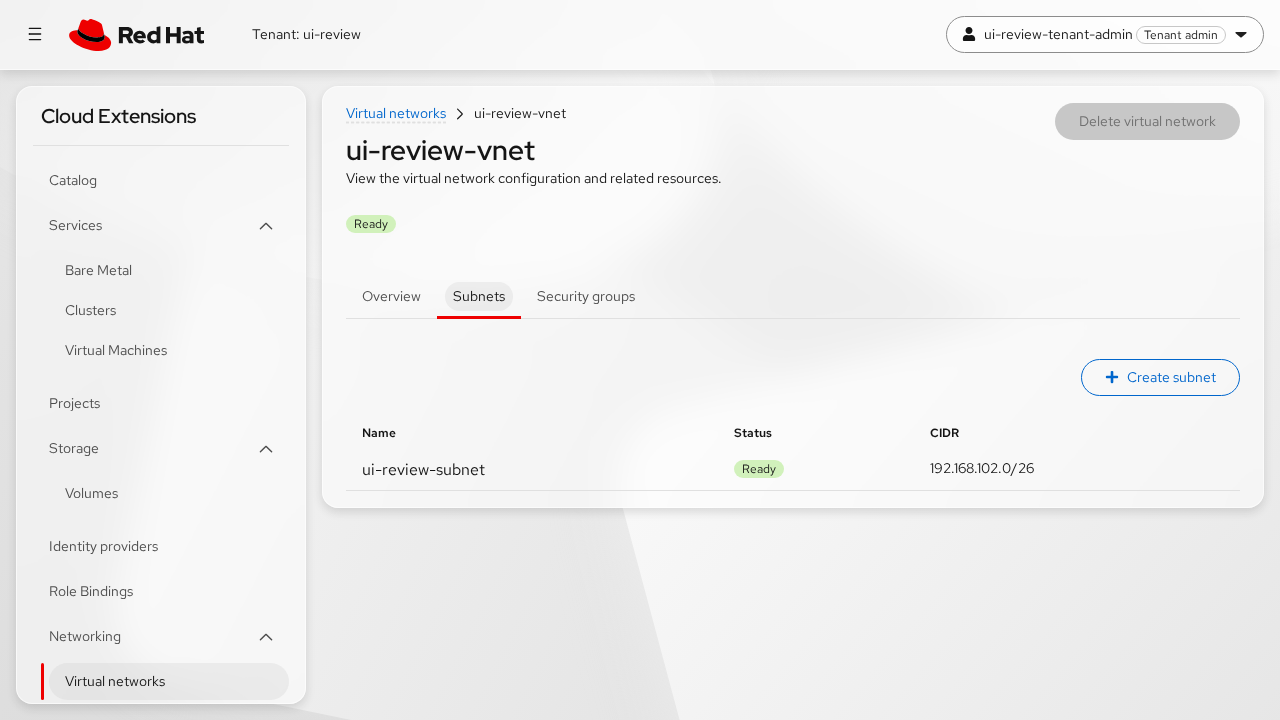 Red Hat
Tenant: ui-review
ui-review-tenant-admin Tenant admin
Cloud Extensions
Catalog
Services
Bare Metal
Clusters
Virtual Machines
Projects
Storage
Volumes
Identity providers
Role Bindings
Networking
Virtual networks
Virtual networks ui-review-vnet
Delete virtual network
ui-review-vnet
View the virtual network configuration and related resources.
Ready
Overview Subnets Security groups
Create subnet
Name Status CIDR
ui-review-subnet Ready 192.168.102.0/26